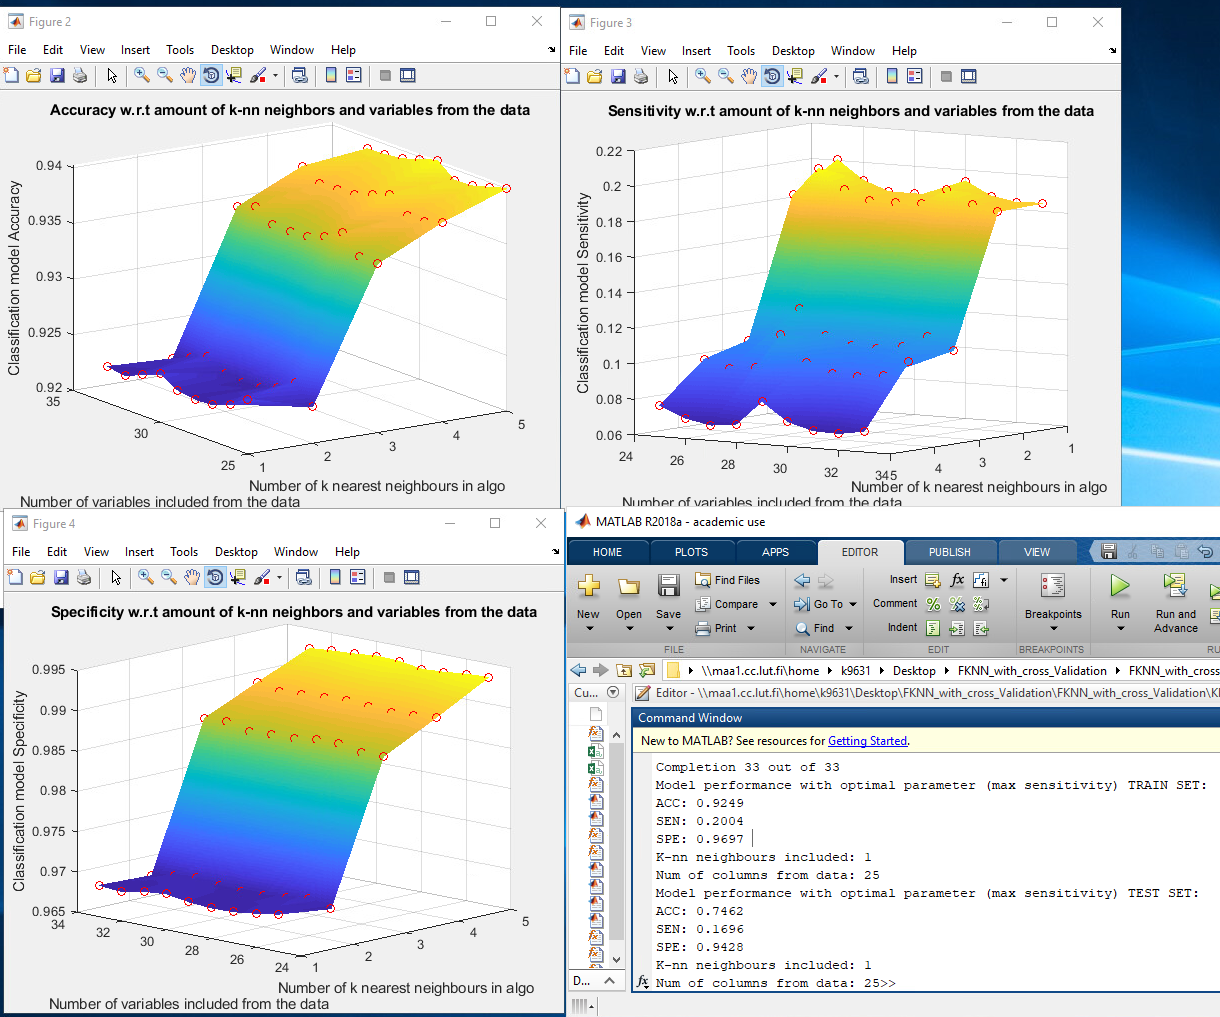 Figure 2
File Edit View Insert Tools Desktop Window Help
Accuracy w.r.t amount of k-nn neighbors and variables from the data
Classification model Accuracy
0.94
0.935
0.93
0.925
0.92
35
30
25
1
2
3
4
5
Number of k nearest neighbours in algo
Number of variables included from the data
Figure 3
File Edit View Insert Tools Desktop Window Help
Sensitivity w.r.t amount of k-nn neighbors and variables from the data
Classification model Sensitivity
0.22
0.2
0.18
0.16
0.14
0.12
0.1
0.08
0.06
24
26
28
30
32
34
5
4
3
2
1
Number of k nearest neighbours in algo
Number of variables included from the data
Figure 4
File Edit View Insert Tools Desktop Window Help
Specificity w.r.t amount of k-nn neighbors and variables from the data
Classification model Specificity
0.995
0.99
0.985
0.98
0.975
0.97
0.965
34
32
30
28
26
24
1
2
3
4
5
Number of k nearest neighbours in algo
Number of variables included from the data
MATLAB R2018a - academic use
HOME PLOTS APPS EDITOR PUBLISH VIEW
New Open Save Find Files Compare Print
Go To Find
Insert fx Comment Indent
Breakpoints Run Run and Advance
FILE NAVIGATE EDIT BREAKPOINTS RU
\\maa1.cc.lut.fi\home k9631 Desktop FKNN_with_cross_Validation FKNN_with_cross
Cu... Editor - \\maa1.cc.lut.fi\home\k9631\Desktop\FKNN_with_cross_Validation\FKNN_with_cross_Validation\K
Command Window
New to MATLAB? See resources for Getting Started.
Completion 33 out of 33
Model performance with optimal parameter (max sensitivity) TRAIN SET:
ACC: 0.9249
SEN: 0.2004
SPE: 0.9697
K-nn neighbours included: 1
Num of columns from data: 25
Model performance with optimal parameter (max sensitivity) TEST SET:
ACC: 0.7462
SEN: 0.1696
SPE: 0.9428
K-nn neighbours included: 1
D... fx Num of columns from data: 25>>